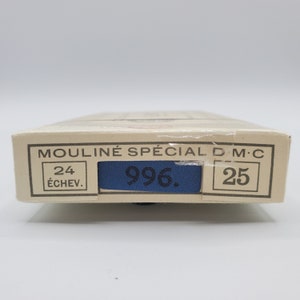 MOULINÉ SPÉCIAL D·M·C
24
ÉCHEV.
996.
25